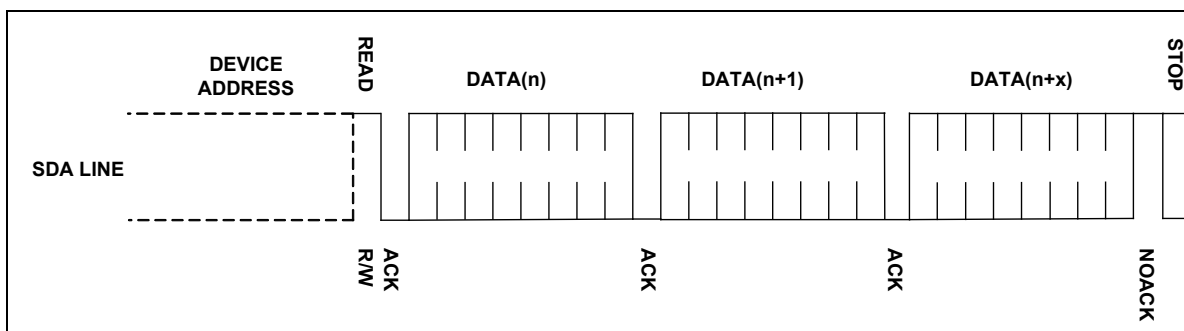 DEVICE
ADDRESS
READ
DATA(n)
DATA(n+1)
DATA(n+x)
STOP
SDA LINE
R/W
ACK
ACK
ACK
NOACK